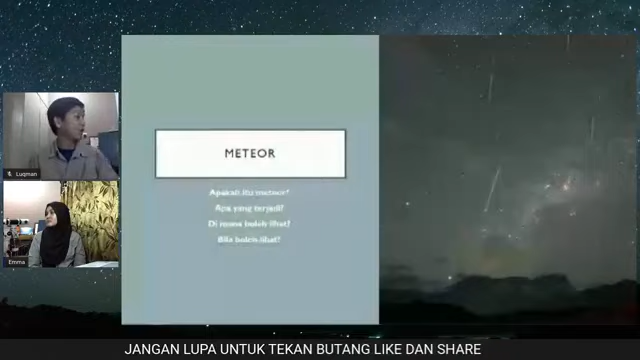 METEOR
Apakah itu meteor?
Apa yang terjadi?
Di mana boleh lihat?
Bila boleh lihat?
Luqman
Emma
JANGAN LUPA UNTUK TEKAN BUTANG LIKE DAN SHARE